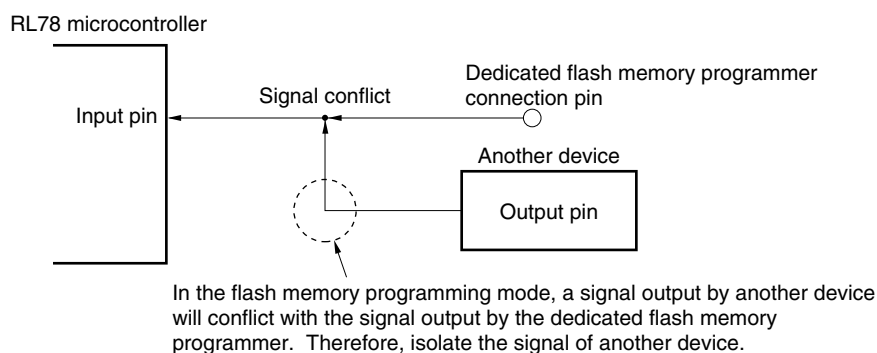 RL78 microcontroller
Dedicated flash memory programmer
connection pin
Signal conflict
Input pin
Another device
Output pin
In the flash memory programming mode, a signal output by another device
will conflict with the signal output by the dedicated flash memory
programmer.  Therefore, isolate the signal of another device.